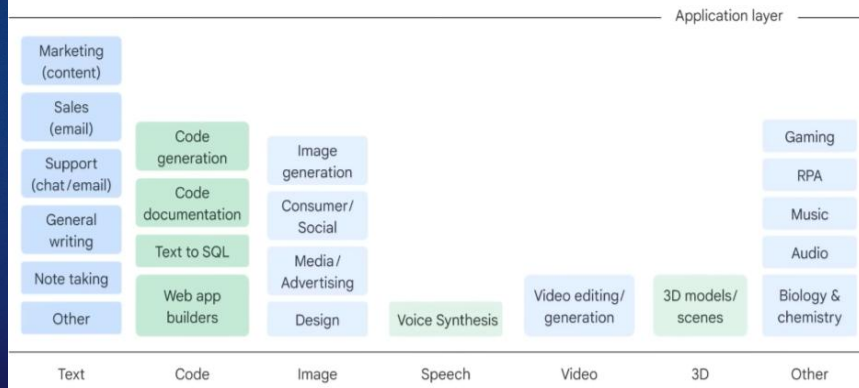 Application layer
Marketing
(content)
Sales
(email)
Support
(chat/email)
General
writing
Note taking
Other
Code
generation
Code
documentation
Text to SQL
Web app
builders
Image
generation
Consumer/
Social
Media/
Advertising
Design
Voice Synthesis
Video editing/
generation
3D models/
scenes
Gaming
RPA
Music
Audio
Biology &
chemistry
Text
Code
Image
Speech
Video
3D
Other